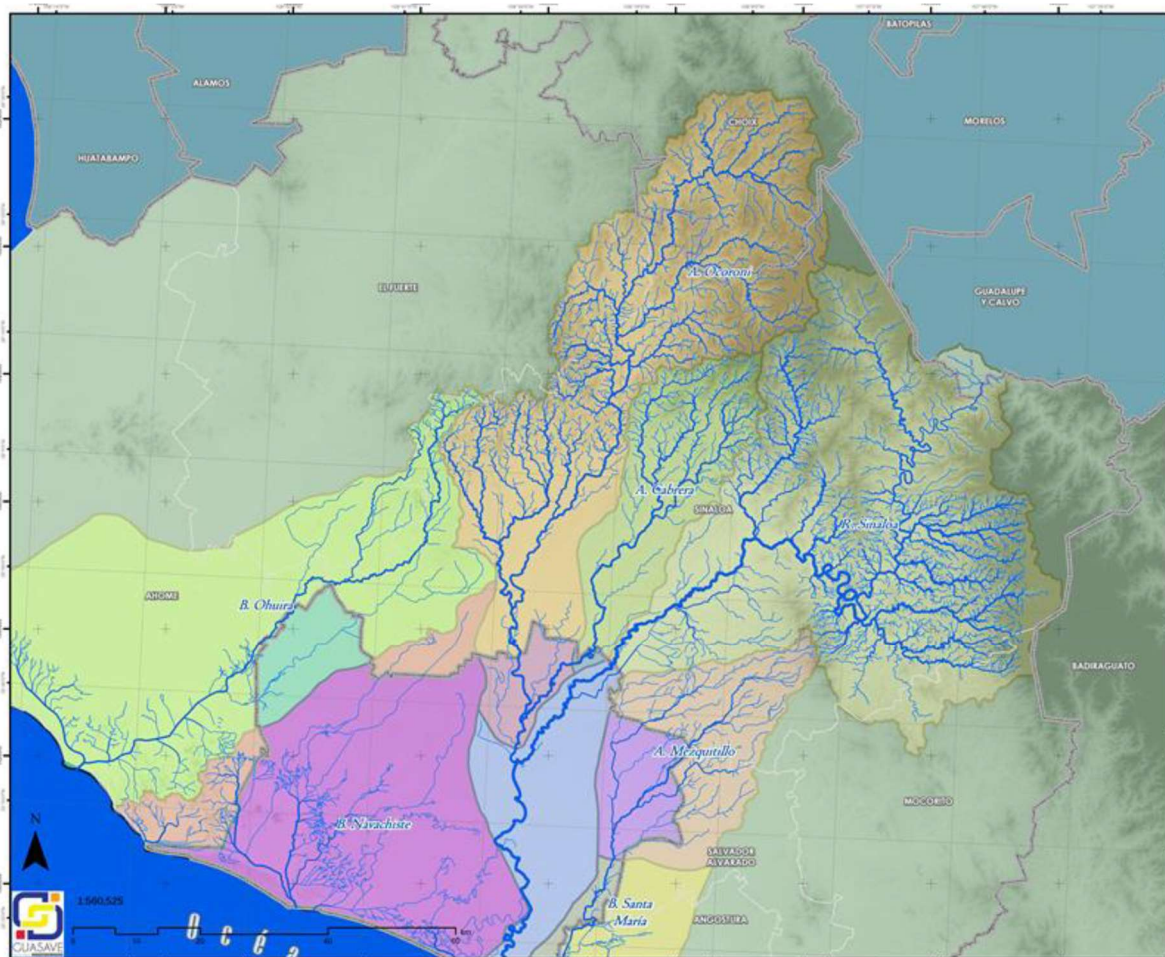 BATOPILAS
ALAMOS
CHOIX
MORELOS
HUATABAMPO
A. Ocoroni
EL FUERTE
GUADALUPE
Y CALVO
A. Cabrera
SINALOA
R. Sinaloa
AHOME
B. Ohuira
BADIRAGUATO
A. Mezquitillo
MOCORITO
B. Navachiste
N
SALVADOR
ALVARADO
1:560,525
B. Santa
María
ANGOSTURA
0 10 20 40 60 km
GUASAVE